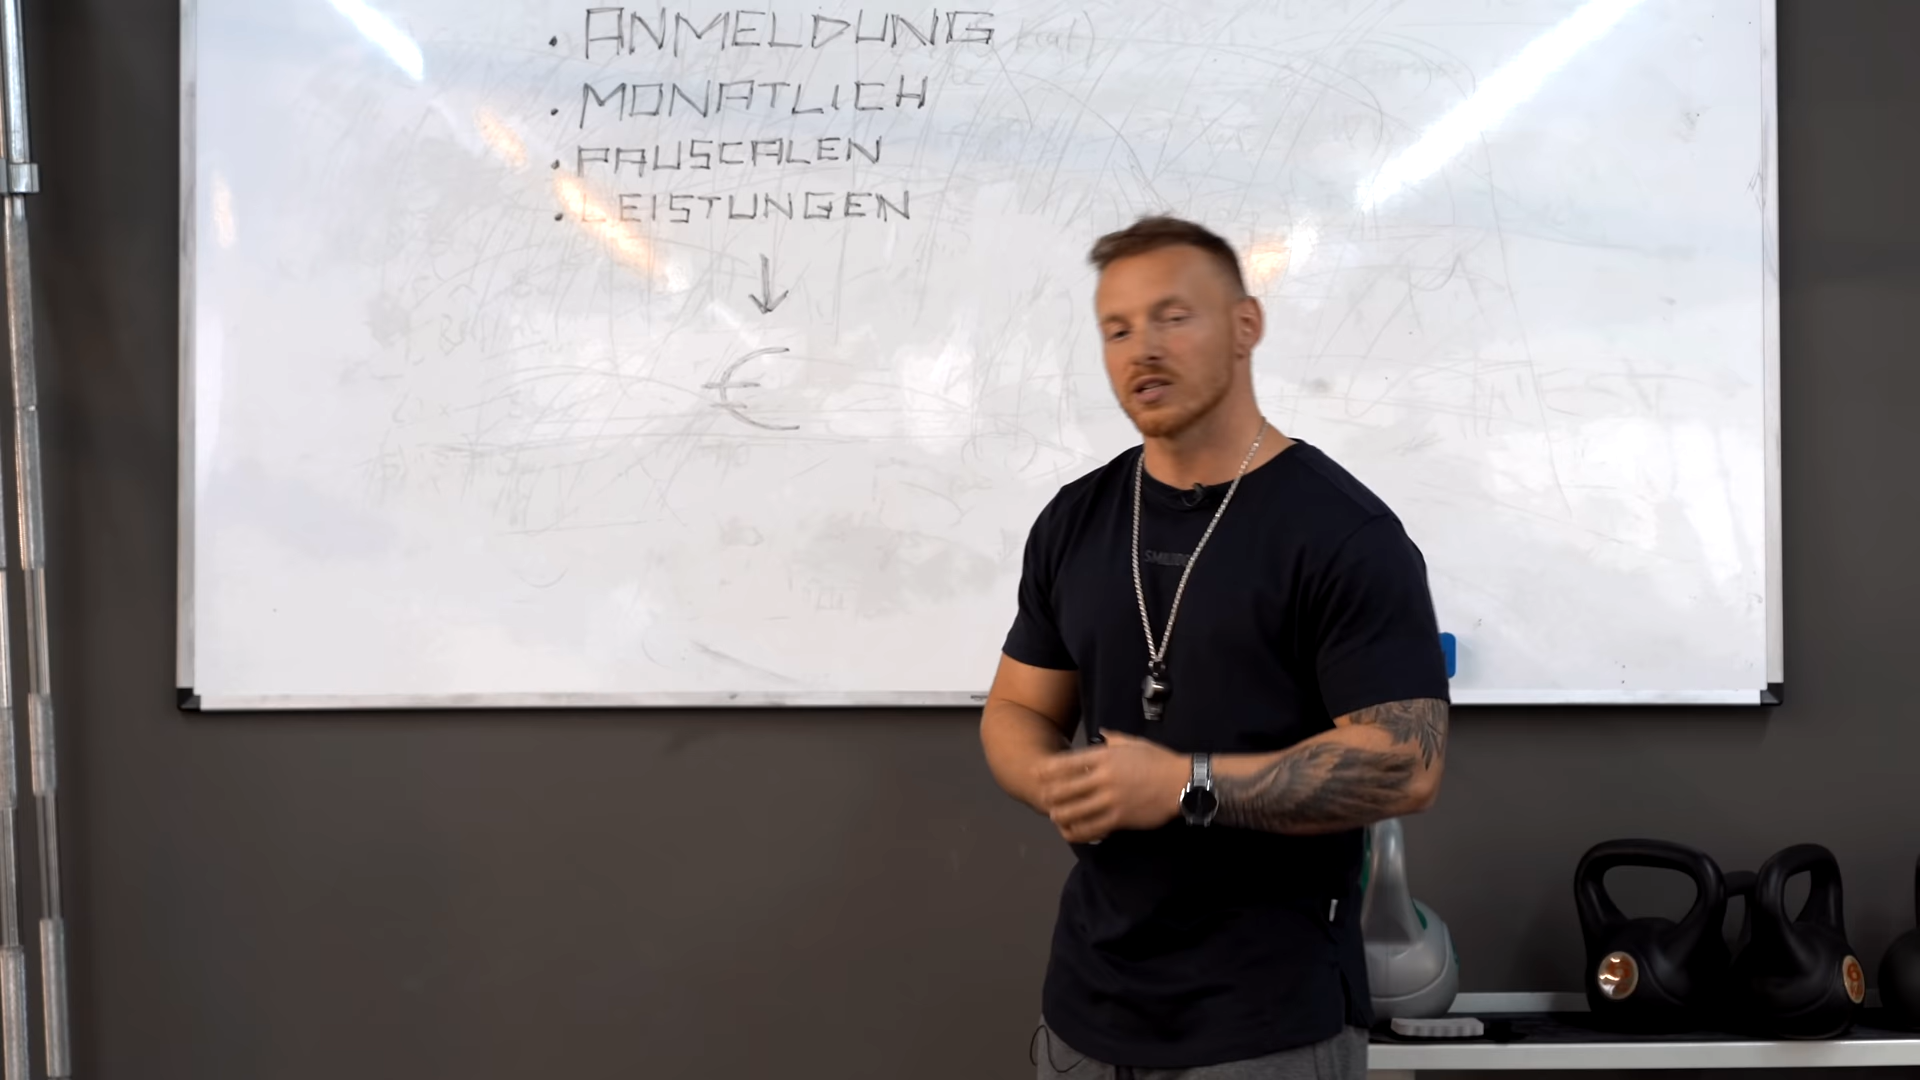 • ANMELDUNG
• MONATLICH
• PAUSCALEN
• LEISTUNGEN
↓
€